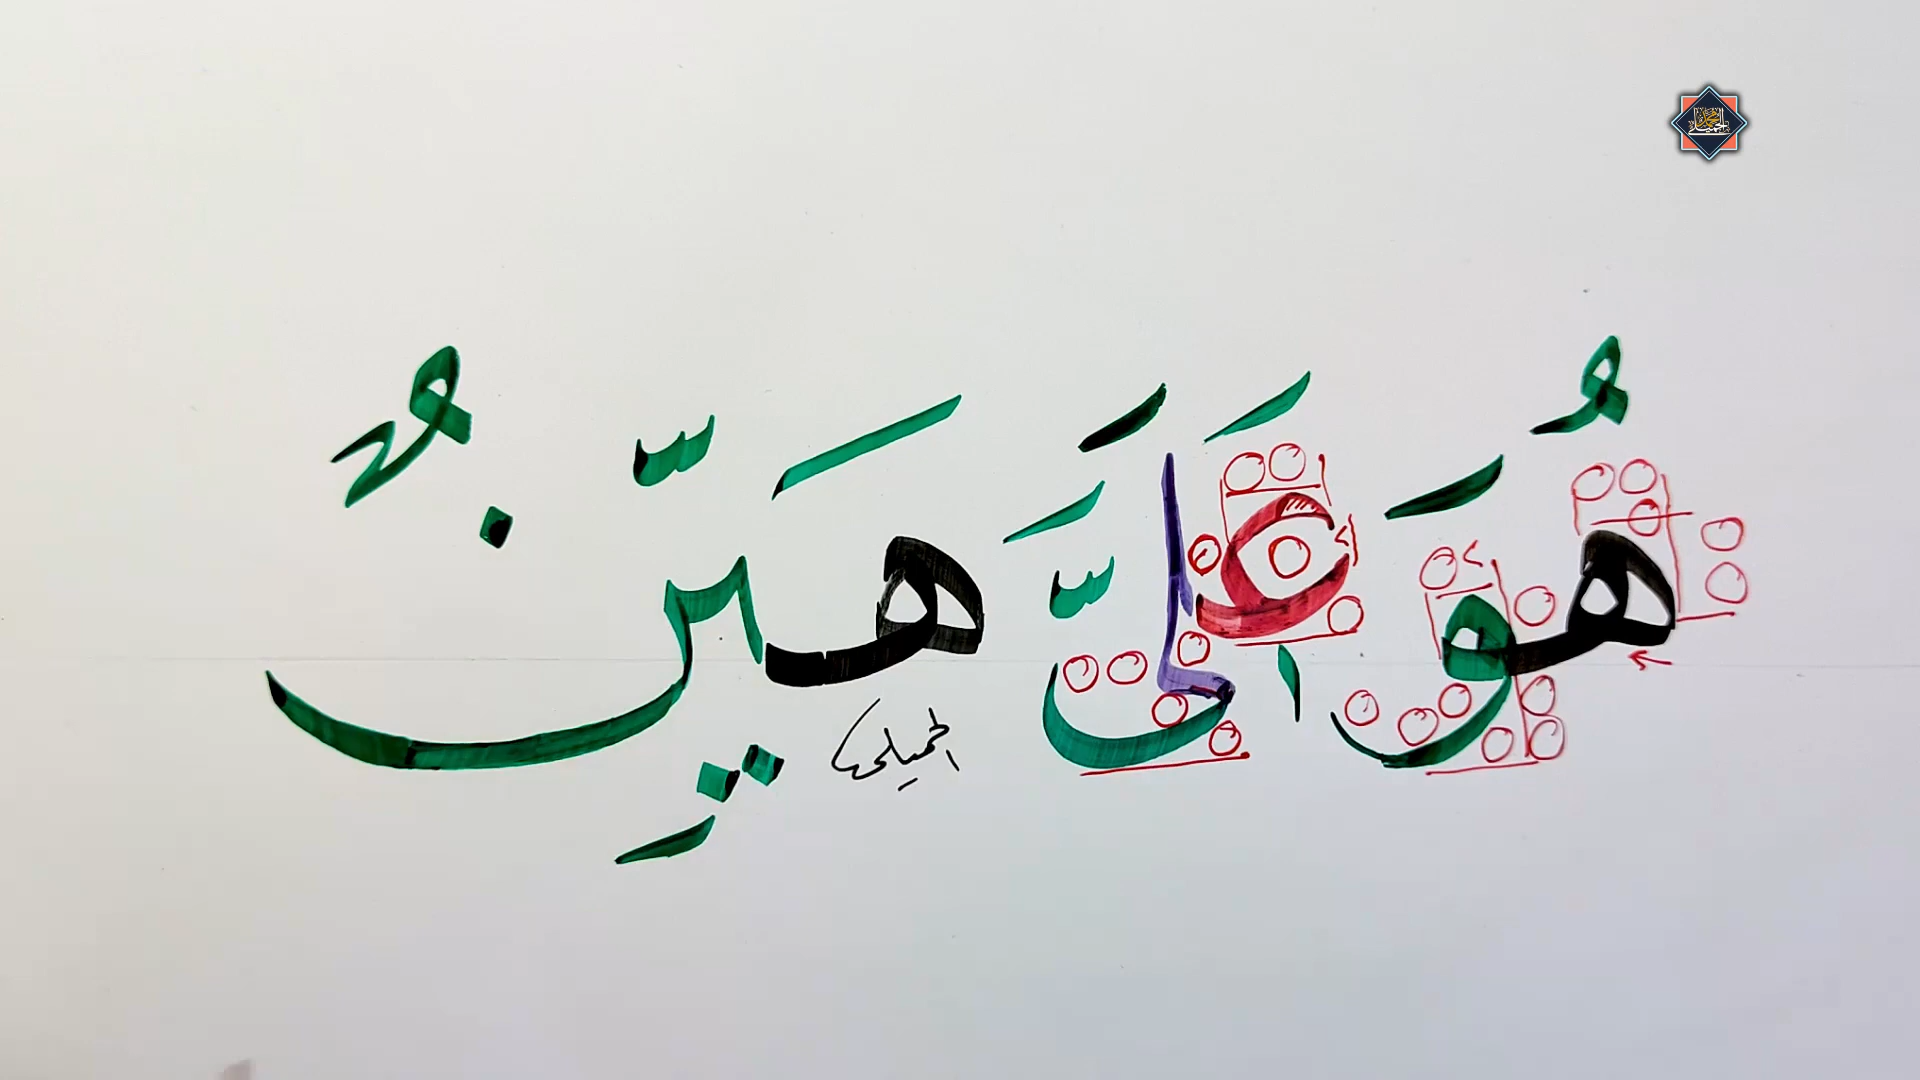 هُوَ عَلَيَّ هَيِّنٌ
الجميلي